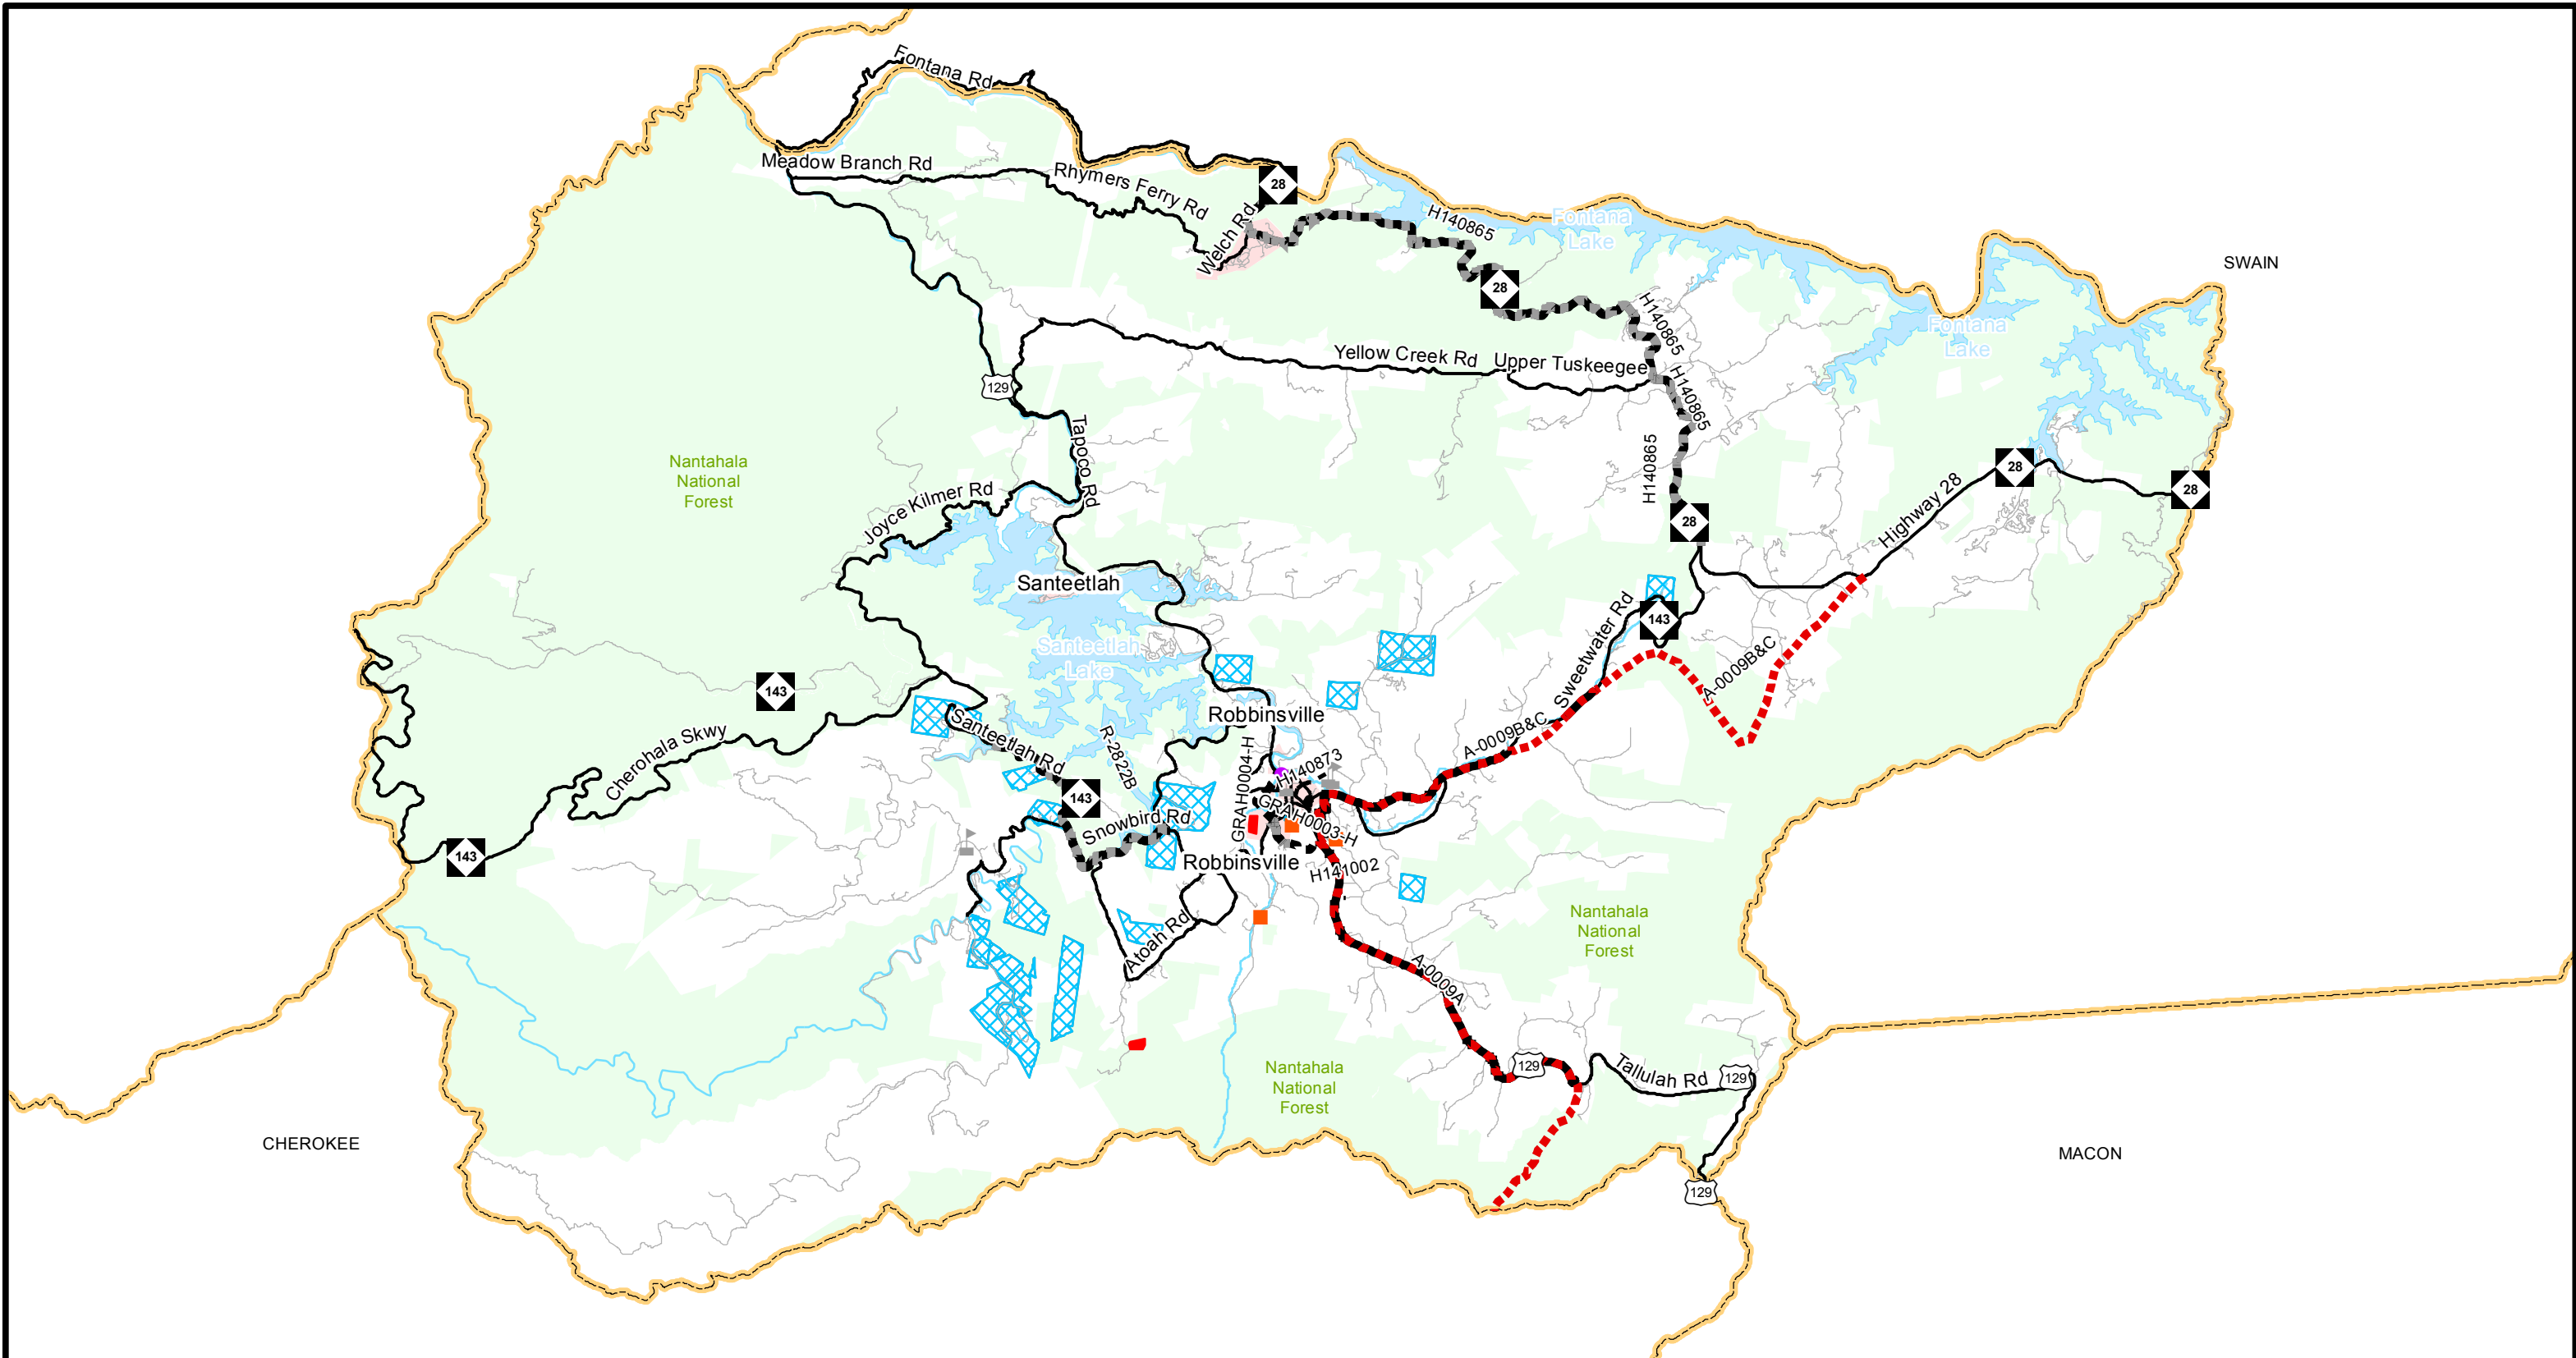 Fontana Rd
Meadow Branch Rd
Rhymers Ferry Rd
28
Welch Rd
H140865
Fontana
Lake
SWAIN
28
H140865
Fontana
Lake
Yellow Creek Rd
Upper Tuskeegee
129
H140865
Tapoco Rd
H140865
Nantahala
National
Forest
Joyce Kilmer Rd
28
28
Highway 28
28
Santeetlah
143
Sweetwater Rd
Santeetlah
Lake
A-0009B&C
143
Robbinsville
Cherohala Skwy
Santeetlah Rd
R-2822B
A-0009B&C
GRAH0004-H
H140873
143
Snowbird Rd
GRAH0003-H
143
Robbinsville
H141002
Atoah Rd
Nantahala
National
Forest
A-0009A
129
Tallulah Rd
129
Nantahala
National
Forest
CHEROKEE
MACON
129